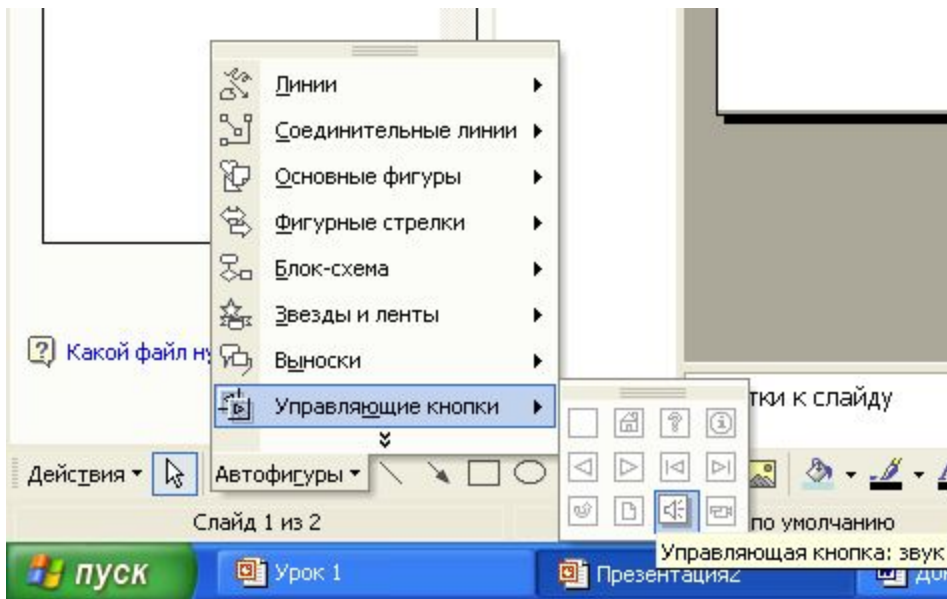 Линии
Соединительные линии
Основные фигуры
Фигурные стрелки
Блок-схема
Звезды и ленты
Какой файл н
Выноски
Управляющие кнопки
тки к слайду
Действия
Автофигуры
Слайд 1 из 2
по умолчанию
Управляющая кнопка: звук
пуск
Урок 1
Презентация2